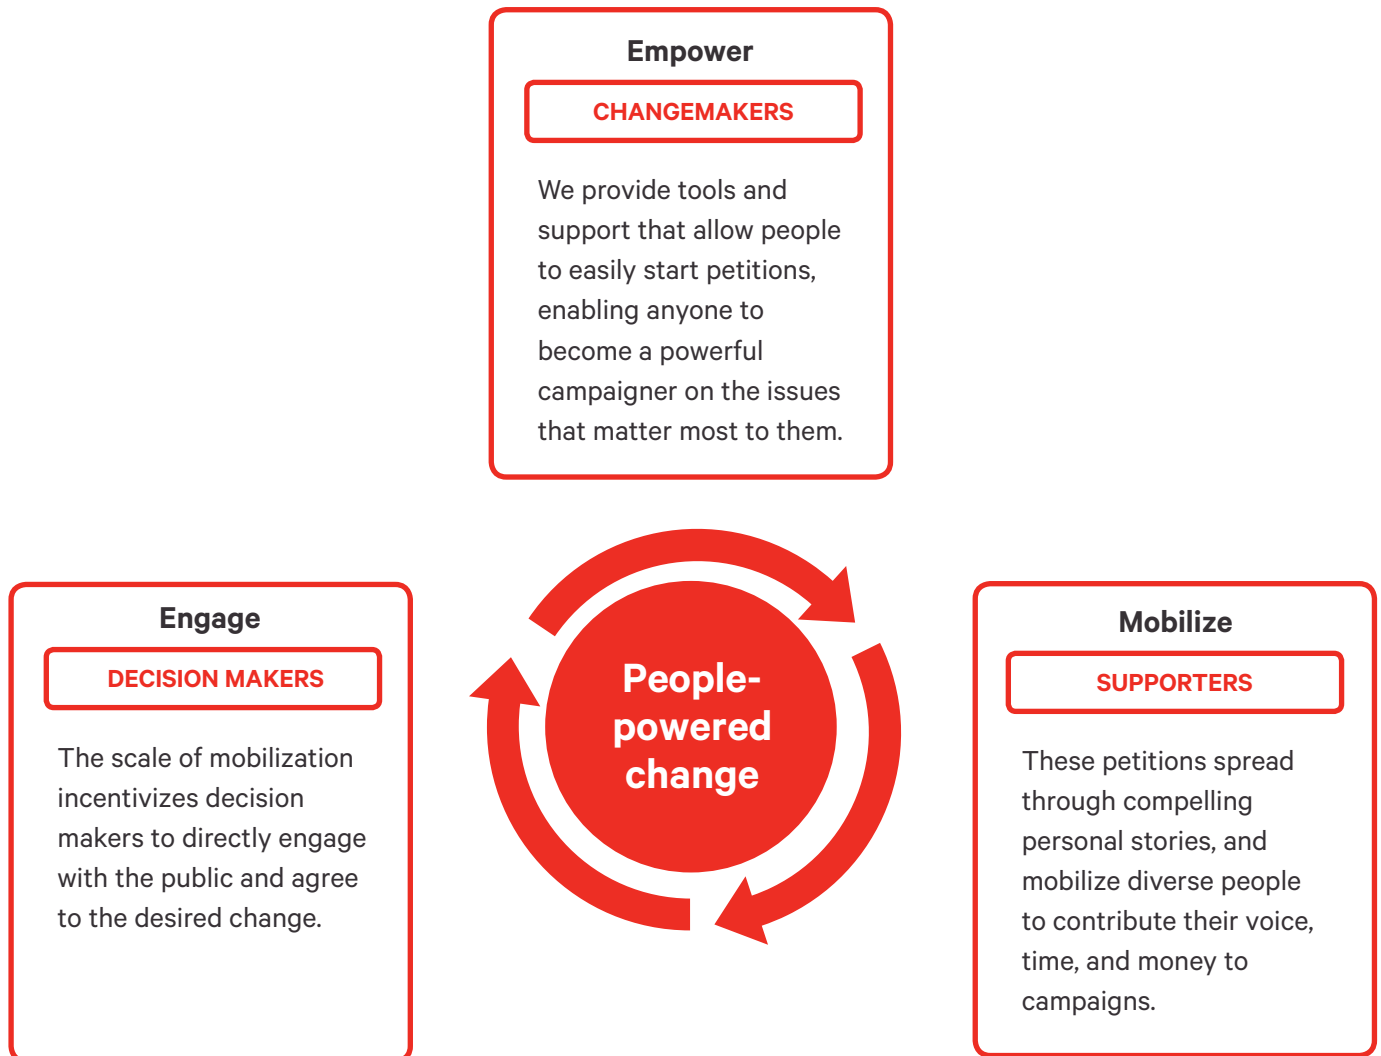 Empower
CHANGEMAKERS
We provide tools and
support that allow people
to easily start petitions,
enabling anyone to
become a powerful
campaigner on the issues
that matter most to them.
People-
powered
change
Engage
DECISION MAKERS
The scale of mobilization
incentivizes decision
makers to directly engage
with the public and agree
to the desired change.
Mobilize
SUPPORTERS
These petitions spread
through compelling
personal stories, and
mobilize diverse people
to contribute their voice,
time, and money to
campaigns.